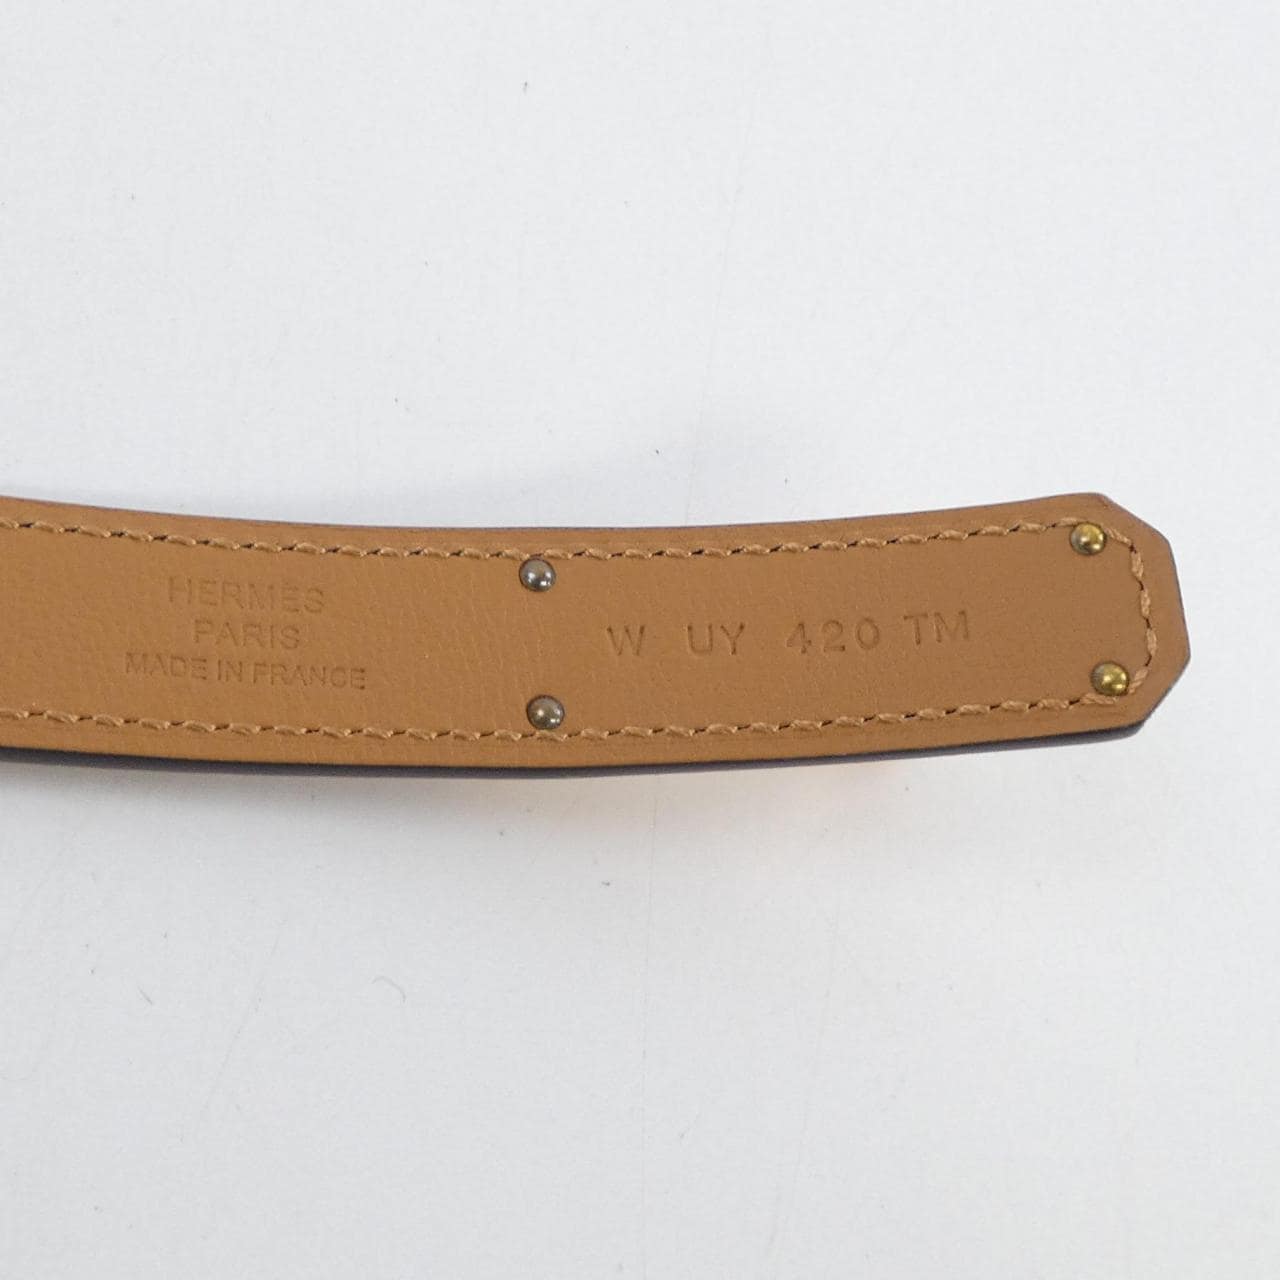 HERMES
PARIS
MADE IN FRANCE
W UY 420 TM